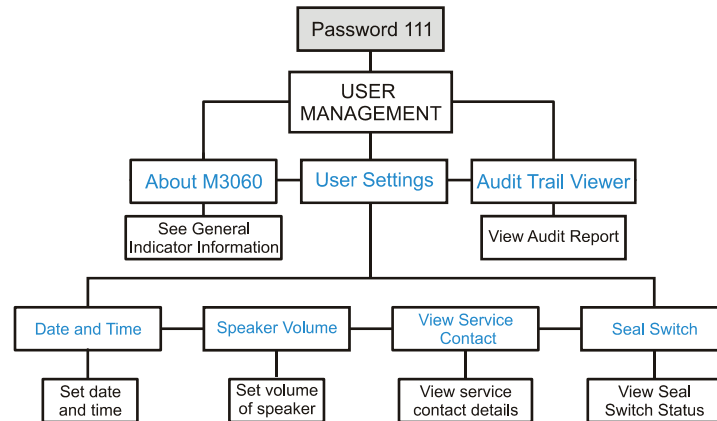 Password 111
USER
MANAGEMENT
About M3060
User Settings
Audit Trail Viewer
See General
Indicator Information
View Audit Report
Date and Time
Speaker Volume
View Service
Contact
Seal Switch
Set date
and time
Set volume
of speaker
View service
contact details
View Seal
Switch Status